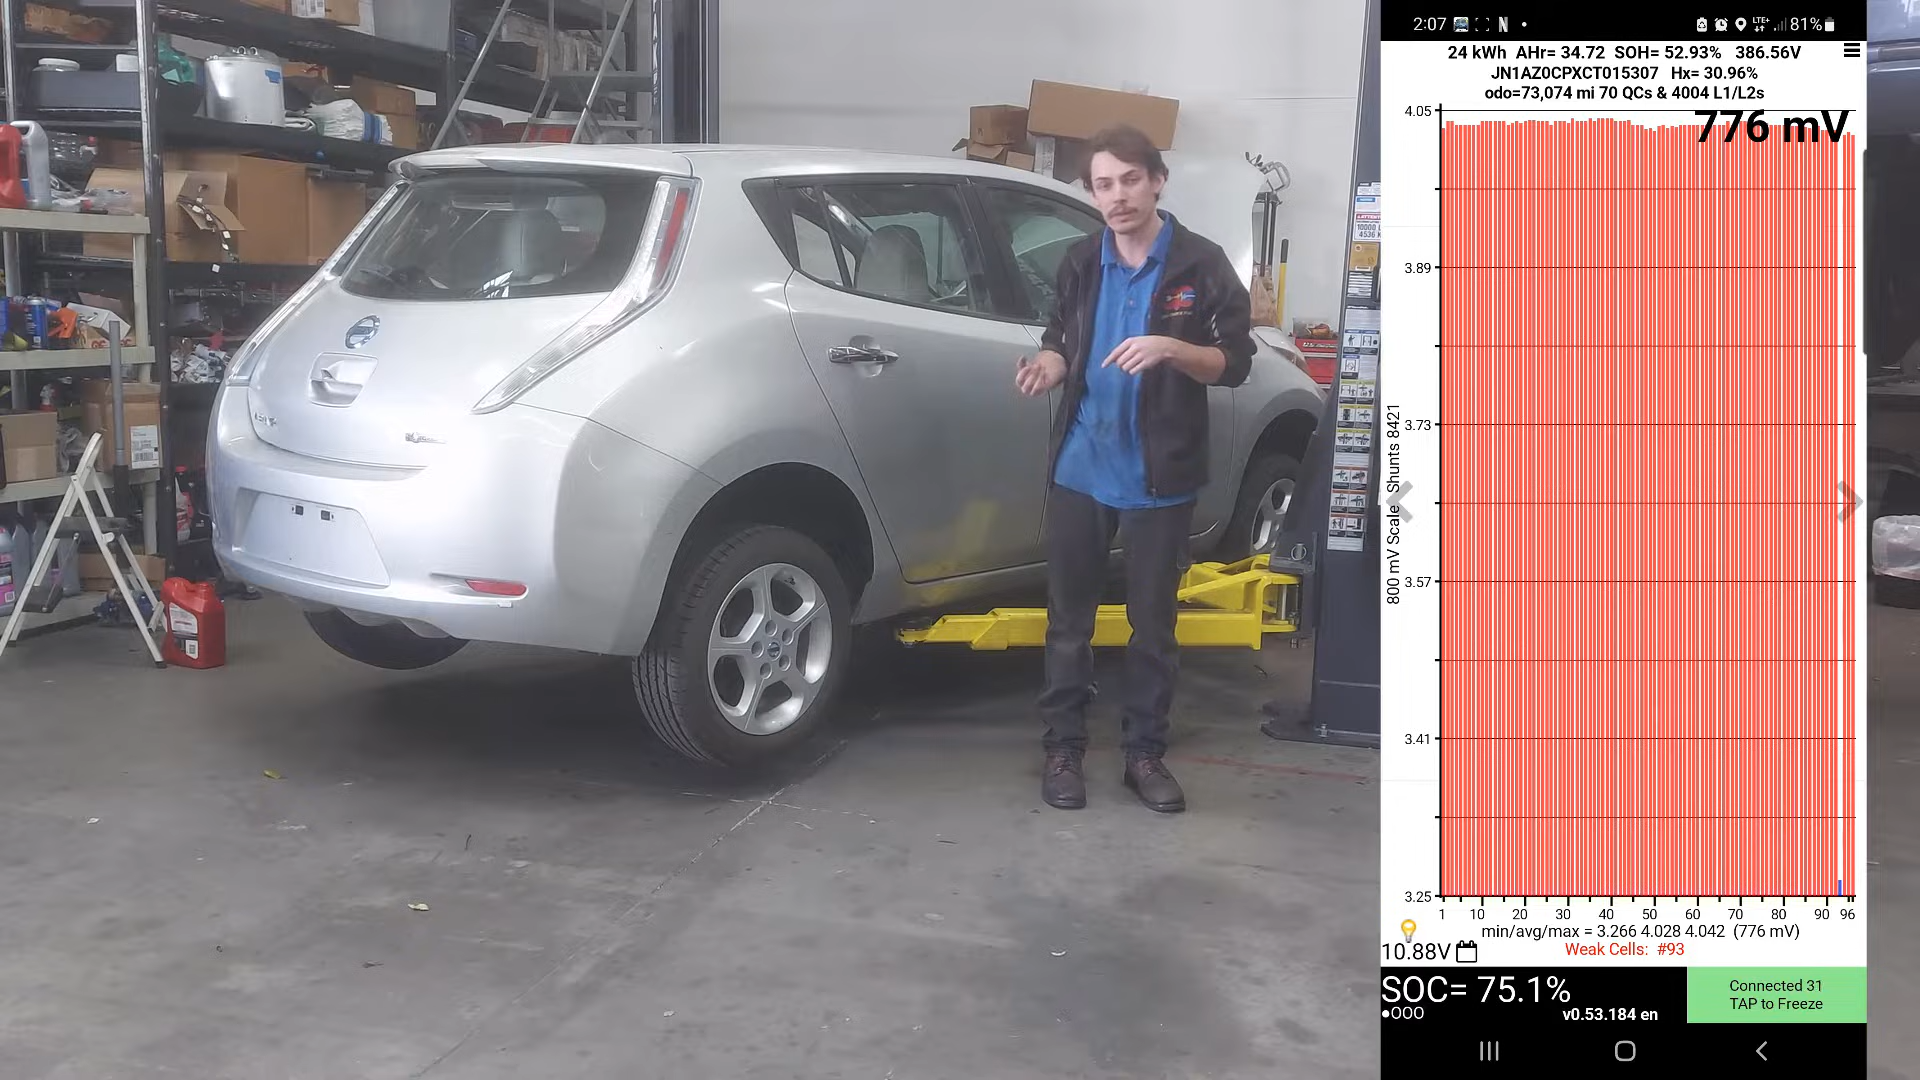 2:07 N LTE+ 81%
24 kWh AHr= 34.72 SOH= 52.93% 386.56V
JN1AZ0CPXCT015307 Hx= 30.96%
odo=73,074 mi 70 QCs & 4004 L1/L2s
776 mV
4.05
3.89
3.73
3.57
3.41
3.25
800 mV Scale Shunts 8421
1 10 20 30 40 50 60 70 80 90 96
min/avg/max = 3.266 4.028 4.042 (776 mV)
10.88V
Weak Cells: #93
SOC= 75.1%
v0.53.184 en
Connected 31
TAP to Freeze